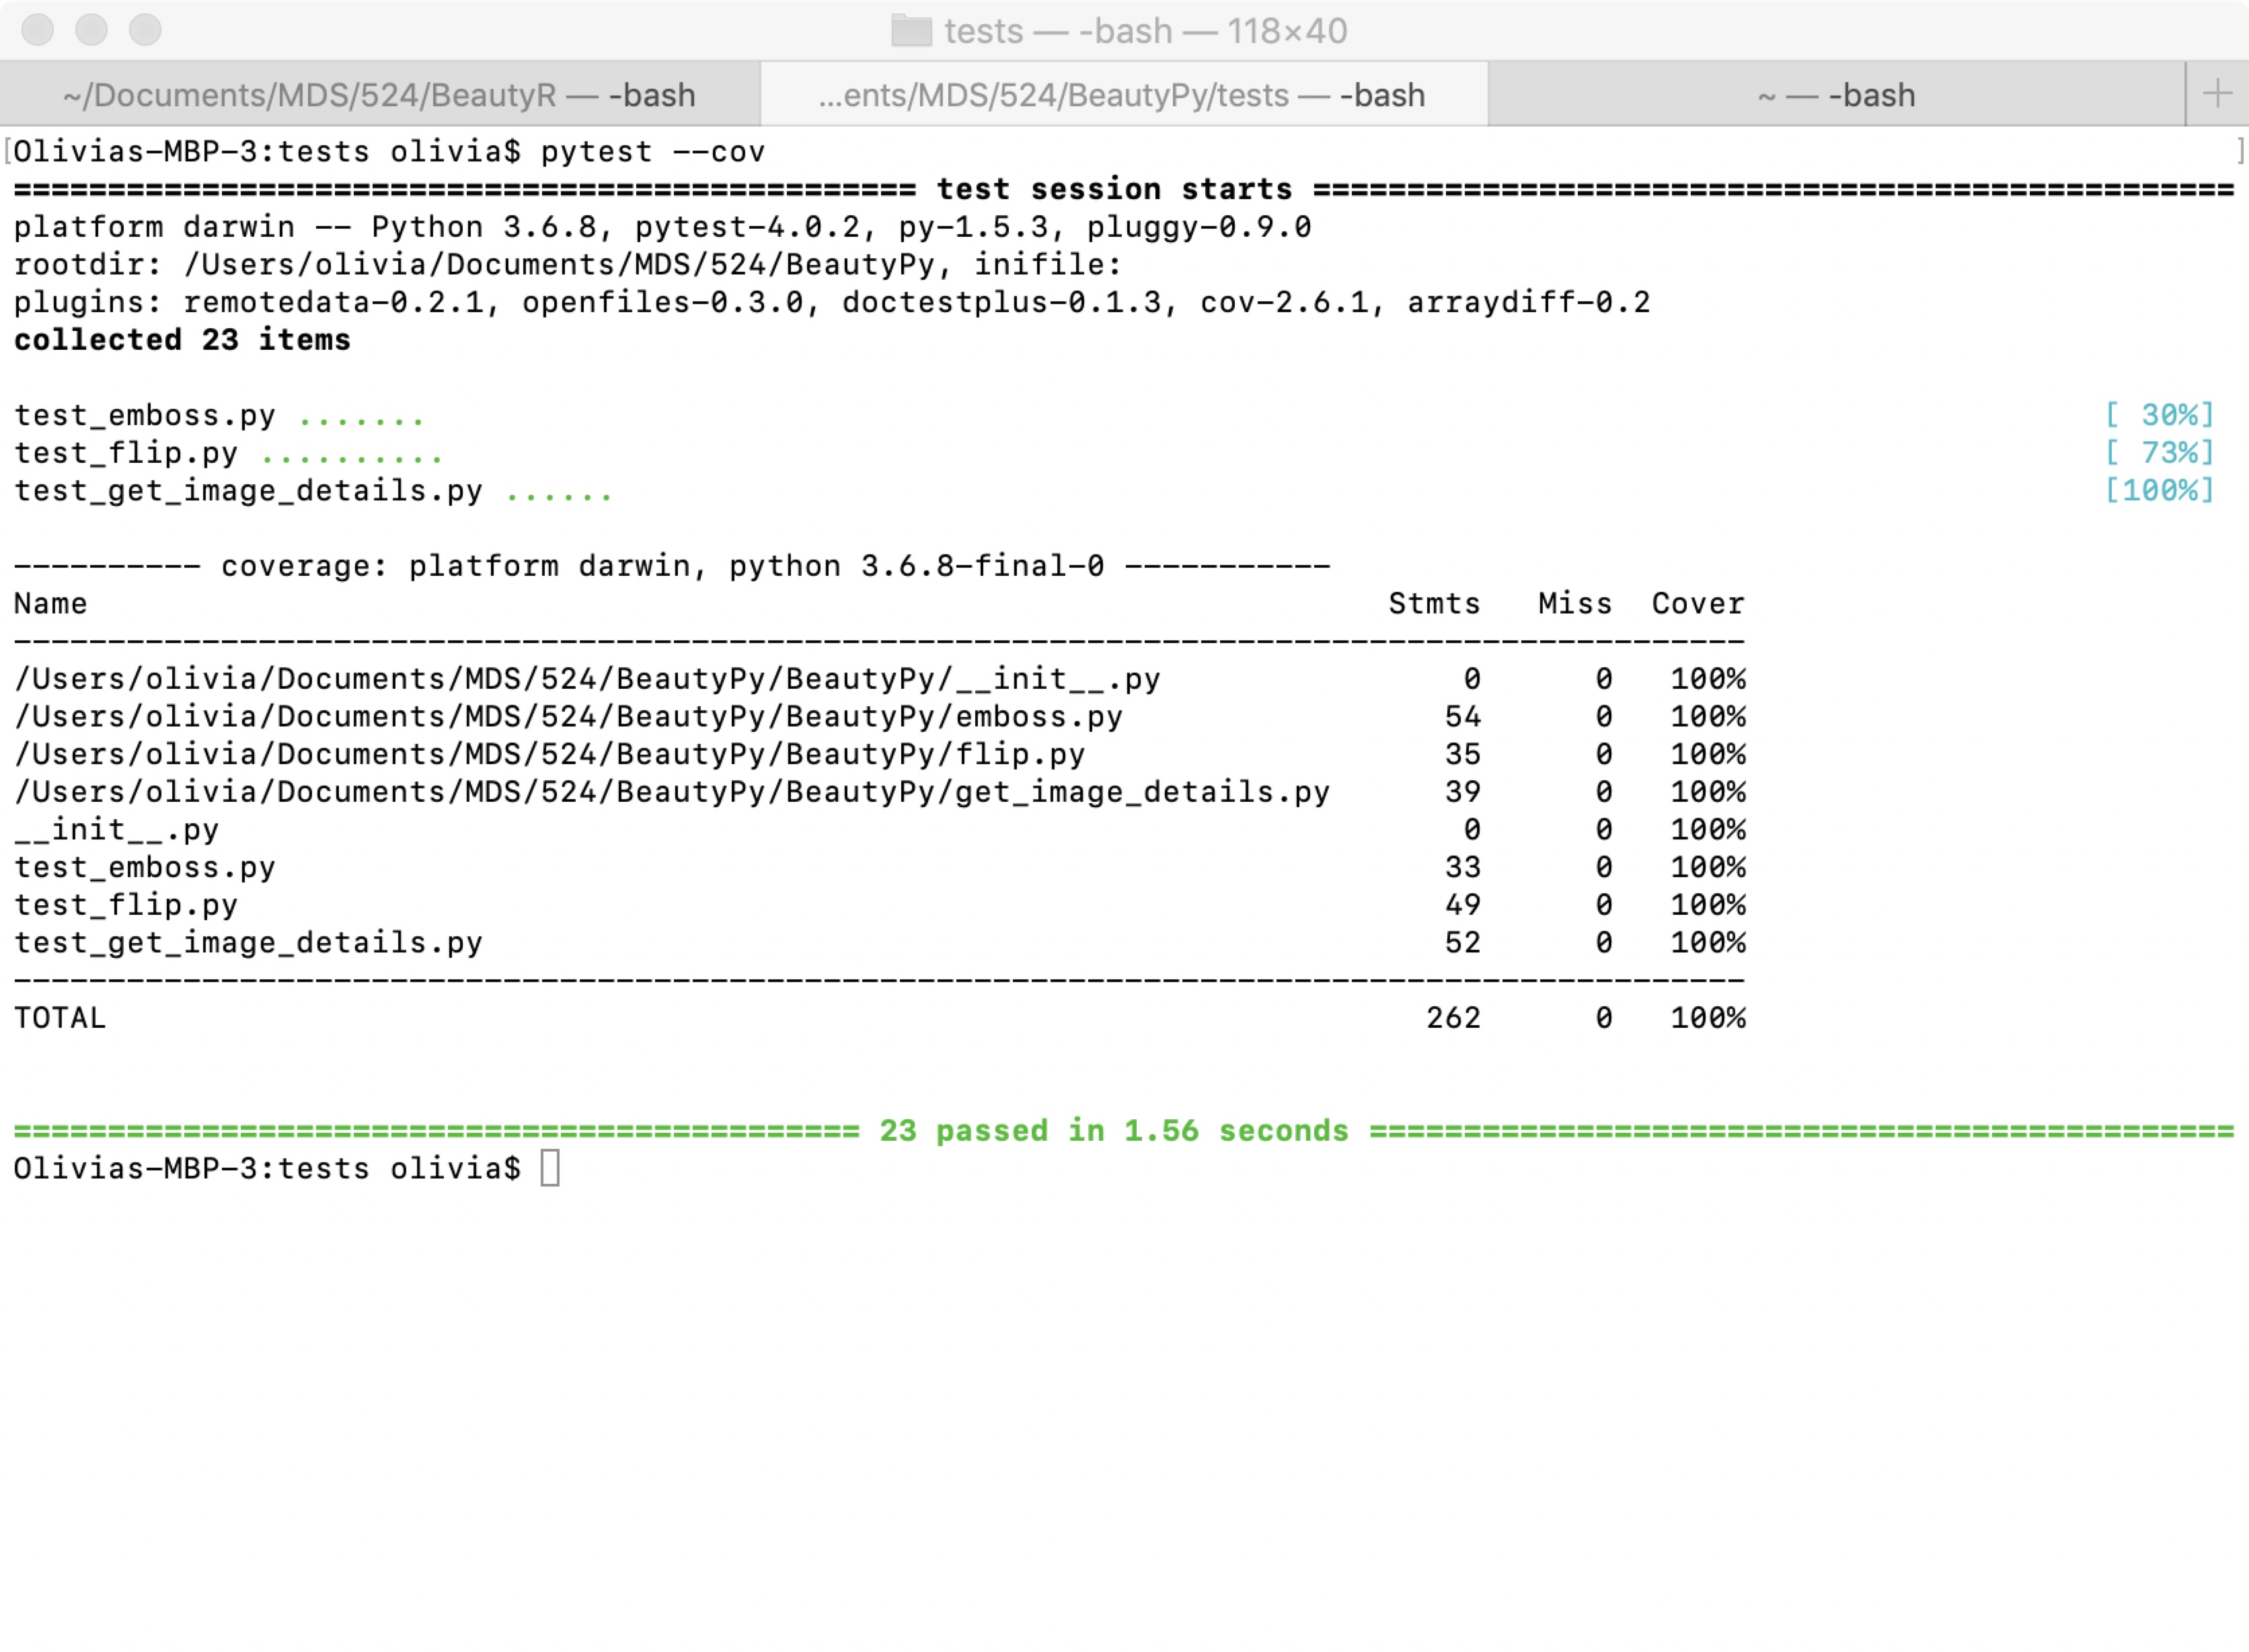 tests — -bash — 118×40
~/Documents/MDS/524/BeautyR — -bash
...ents/MDS/524/BeautyPy/tests — -bash
~ — -bash
+
[Olivias-MBP-3:tests olivia$ pytest --cov ]
================================================ test session starts =================================================
platform darwin -- Python 3.6.8, pytest-4.0.2, py-1.5.3, pluggy-0.9.0
rootdir: /Users/olivia/Documents/MDS/524/BeautyPy, inifile:
plugins: remotedata-0.2.1, openfiles-0.3.0, doctestplus-0.1.3, cov-2.6.1, arraydiff-0.2
collected 23 items
test_emboss.py ....... [ 30%]
test_flip.py .......... [ 73%]
test_get_image_details.py ...... [100%]
---------- coverage: platform darwin, python 3.6.8-final-0 -----------
Name Stmts Miss Cover
--------------------------------------------------------------------------------------------
/Users/olivia/Documents/MDS/524/BeautyPy/BeautyPy/__init__.py 0 0 100%
/Users/olivia/Documents/MDS/524/BeautyPy/BeautyPy/emboss.py 54 0 100%
/Users/olivia/Documents/MDS/524/BeautyPy/BeautyPy/flip.py 35 0 100%
/Users/olivia/Documents/MDS/524/BeautyPy/BeautyPy/get_image_details.py 39 0 100%
__init__.py 0 0 100%
test_emboss.py 33 0 100%
test_flip.py 49 0 100%
test_get_image_details.py 52 0 100%
--------------------------------------------------------------------------------------------
TOTAL 262 0 100%
============================================= 23 passed in 1.56 seconds ==============================================
Olivias-MBP-3:tests olivia$